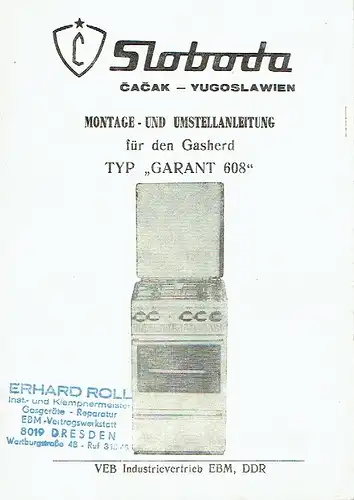 Č Sloboda
ČAČAK – YUGOSLAWIEN
MONTAGE - UND UMSTELLANLEITUNG
für den Gasherd
TYP „GARANT 608“
ERHARD ROLL
Inst- und Klempnermeister
Gasgeräte - Reparatur
EBM-Vertragswerkstatt
8019 DRESDEN
Wartburgstraße 48 - Ruf
VEB Industrievertrieb EBM, DDR